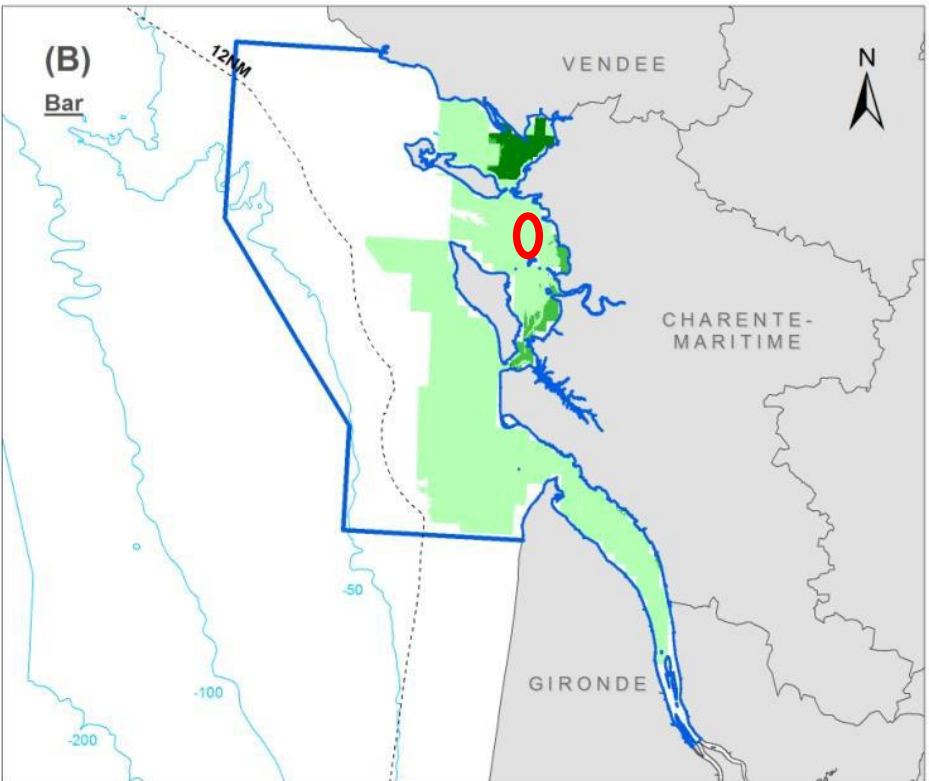 (B)
Bar
12NM
VENDEE
N
CHARENTE-
MARITIME
-50
GIRONDE
-100
-200